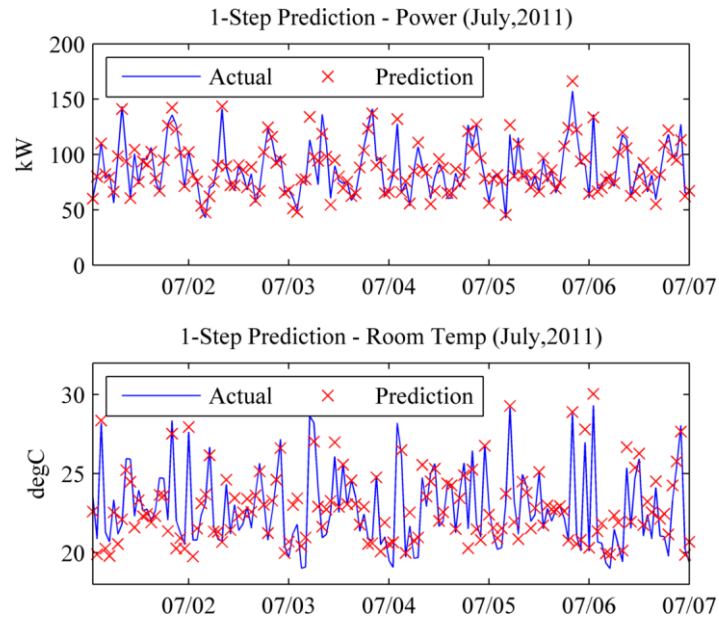 1-Step Prediction - Power (July,2011)
200
150
100
50
0
kW
Actual
Prediction
07/02 07/03 07/04 07/05 07/06 07/07
1-Step Prediction - Room Temp (July,2011)
30
25
20
degC
Actual
Prediction
07/02 07/03 07/04 07/05 07/06 07/07